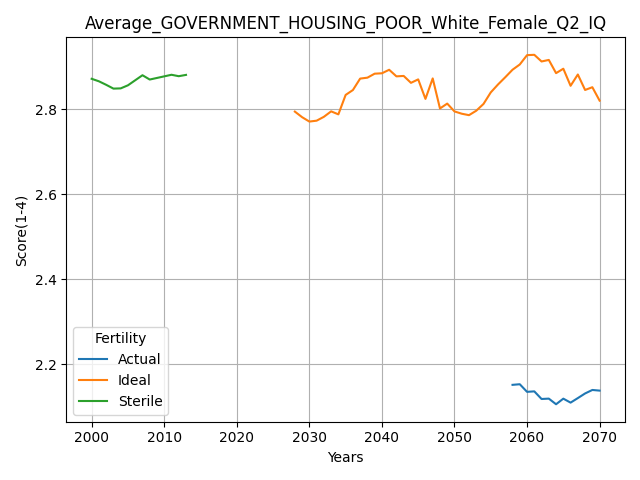 Average_GOVERNMENT_HOUSING_POOR_White_Female_Q2_IQ
Score(1-4)
2.8
2.6
2.4
2.2
Fertility
Actual
Ideal
Sterile
2000 2010 2020 2030 2040 2050 2060 2070
Years